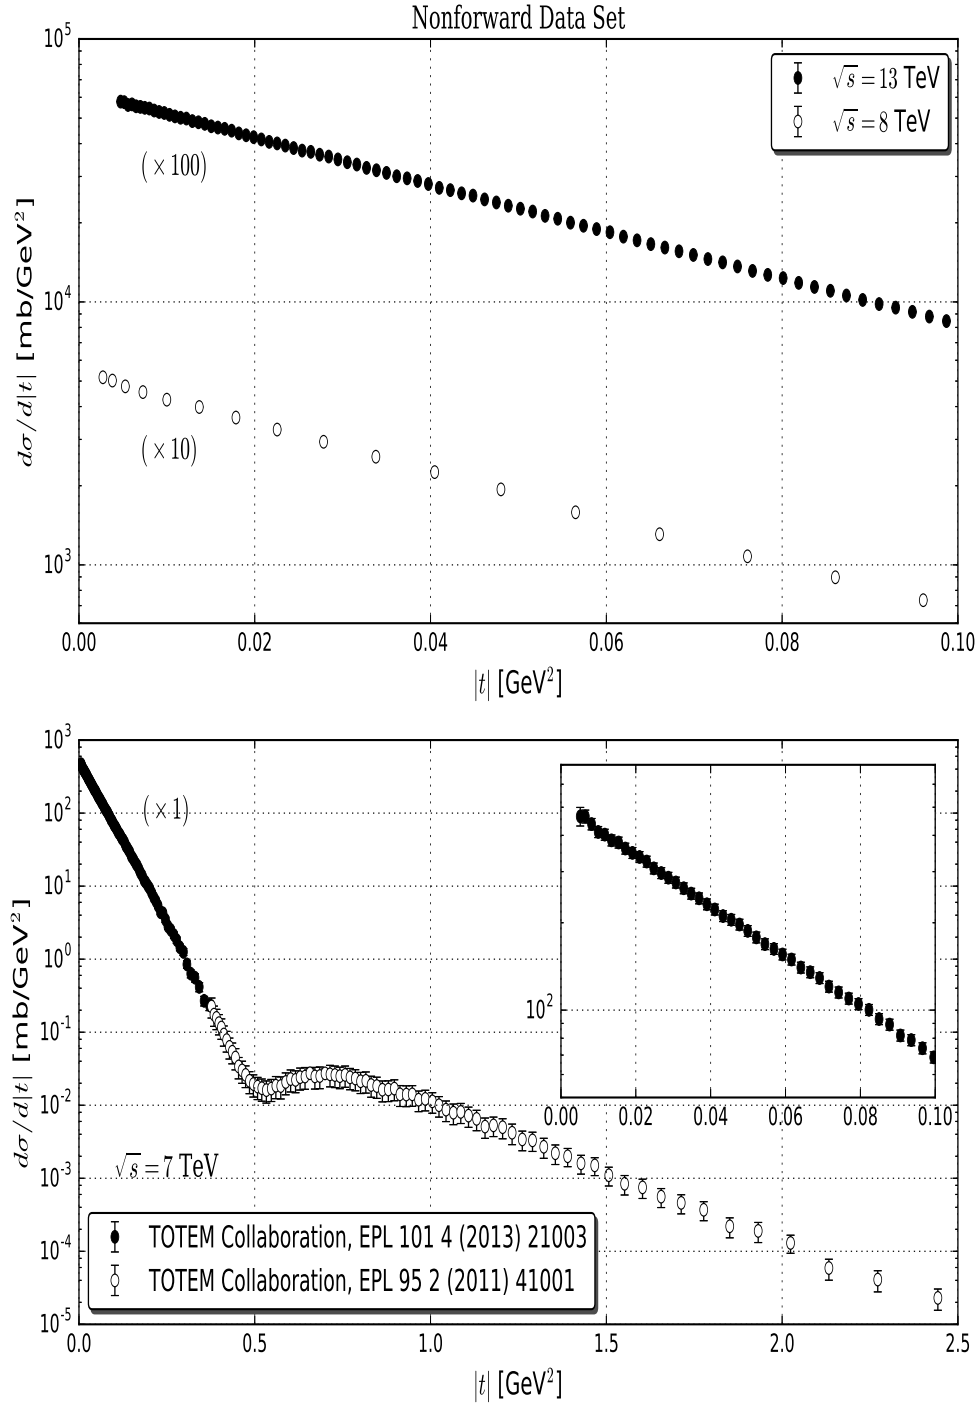 Nonforward Data Set
10⁵
√s = 13 TeV
√s = 8 TeV
(×100)
dσ/d|t| [mb/GeV²]
10⁴
(×10)
10³
0.00 0.02 0.04 0.06 0.08 0.10
|t| [GeV²]
10³
(×1)
10²
10¹
dσ/d|t| [mb/GeV²]
10⁰
10⁻¹
10⁻²
10⁻³
10⁻⁴
10⁻⁵
10²
0.00 0.02 0.04 0.06 0.08 0.10
√s = 7 TeV
TOTEM Collaboration, EPL 101 4 (2013) 21003
TOTEM Collaboration, EPL 95 2 (2011) 41001
0.0 0.5 1.0 1.5 2.0 2.5
|t| [GeV²]